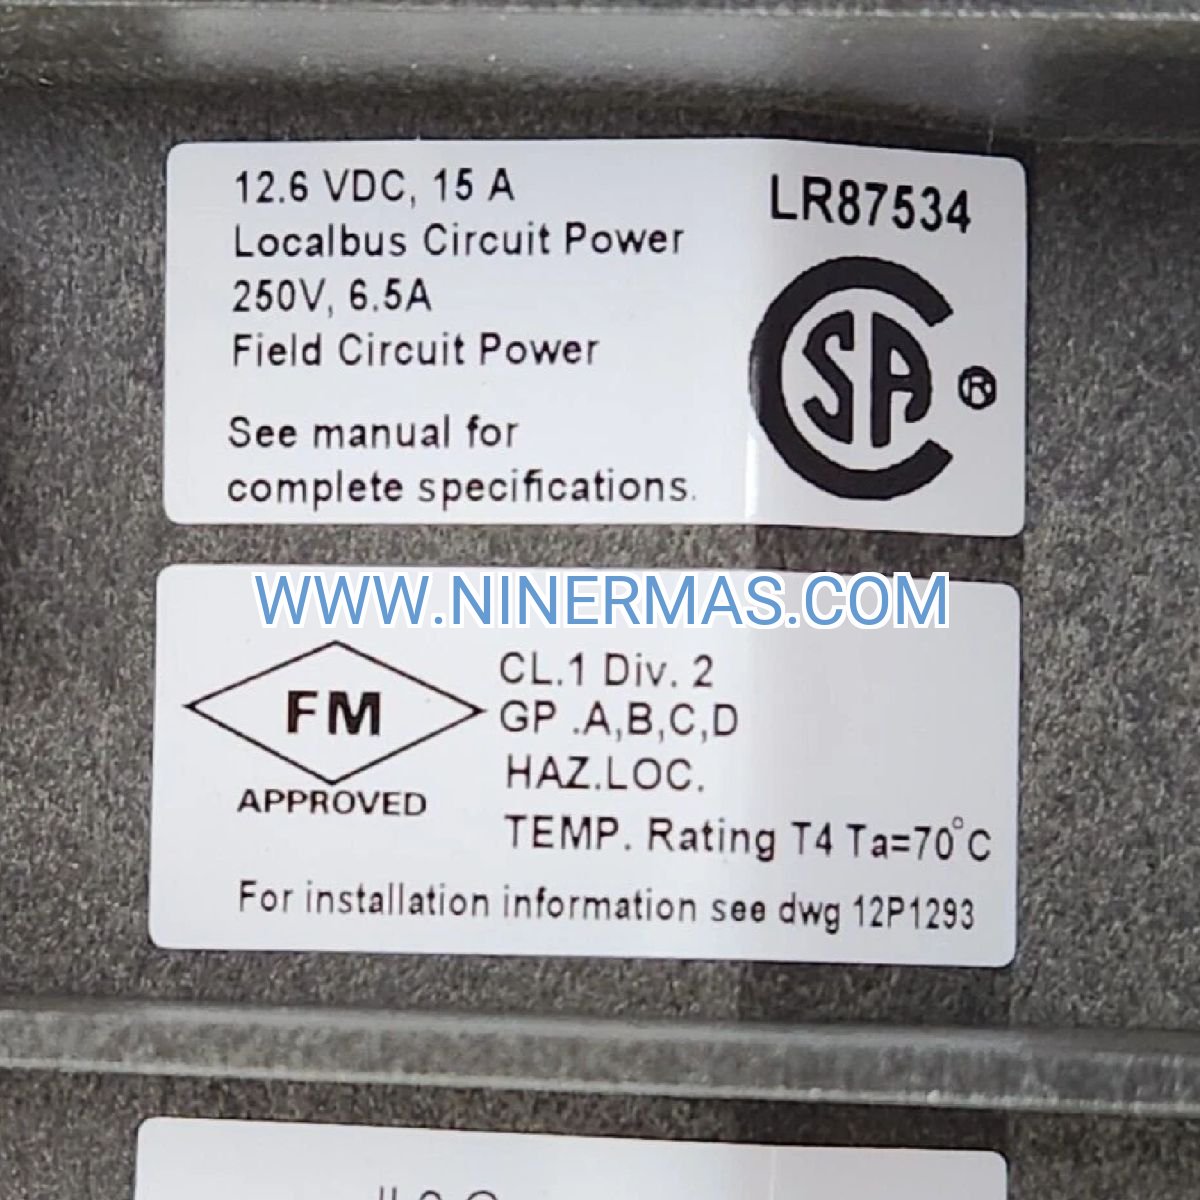 12.6 VDC, 15 A
Localbus Circuit Power
250V, 6.5A
Field Circuit Power
See manual for
complete specifications.
LR87534
CSA ®
WWW.NINERMAS.COM
FM
APPROVED
CL.1 Div. 2
GP .A,B,C,D
HAZ.LOC.
TEMP. Rating T4 Ta=70°C
For installation information see dwg 12P1293